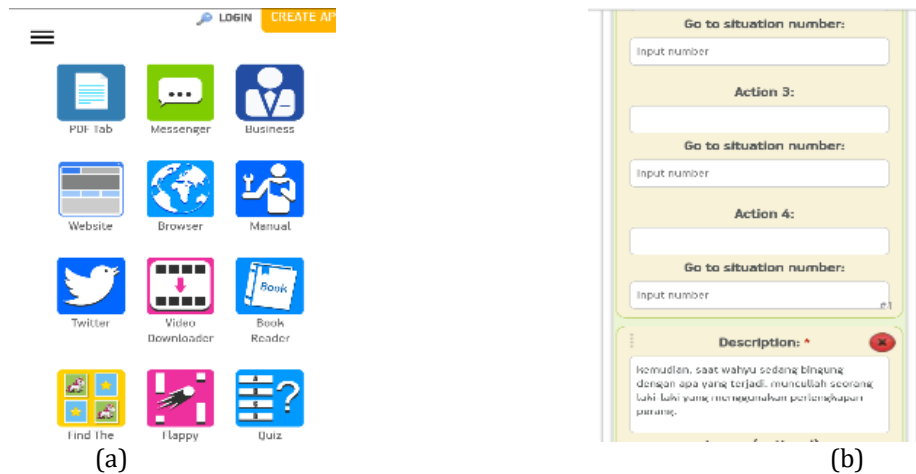 LOGIN
CREATE AP
PDF Tab
Messenger
Business
Website
Browser
Manual
Twitter
Video
Downloader
Book
Book
Reader
Find The
Flappy
Quiz
(a)
Go to situation number:
Input number
Action 3:
Go to situation number:
Input number
Action 4:
Go to situation number:
Input number
#1
Description: *
kemudian, saat wahyu sedang bingung
dengan apa yang terjadi, muncullah seorang
laki-laki yang menggunakan perlengkapan
perang.
(b)